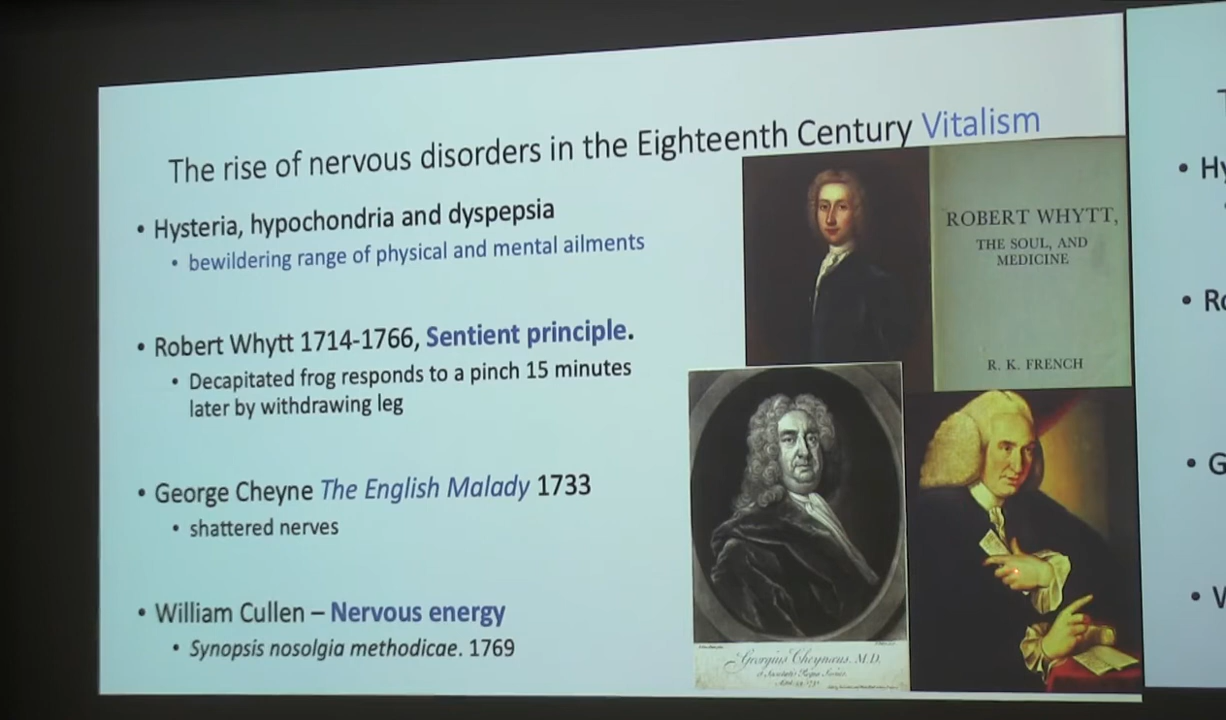 The rise of nervous disorders in the Eighteenth Century Vitalism
• Hysteria, hypochondria and dyspepsia
• bewildering range of physical and mental ailments
• Robert Whytt 1714-1766, Sentient principle.
• Decapitated frog responds to a pinch 15 minutes
later by withdrawing leg
• George Cheyne The English Malady 1733
• shattered nerves
• William Cullen – Nervous energy
• Synopsis nosolgia methodicae. 1769
ROBERT WHYTT,
THE SOUL, AND
MEDICINE
R. K. FRENCH
Georgius Cheynæus. M.D.
• Hy
• Ro
• G